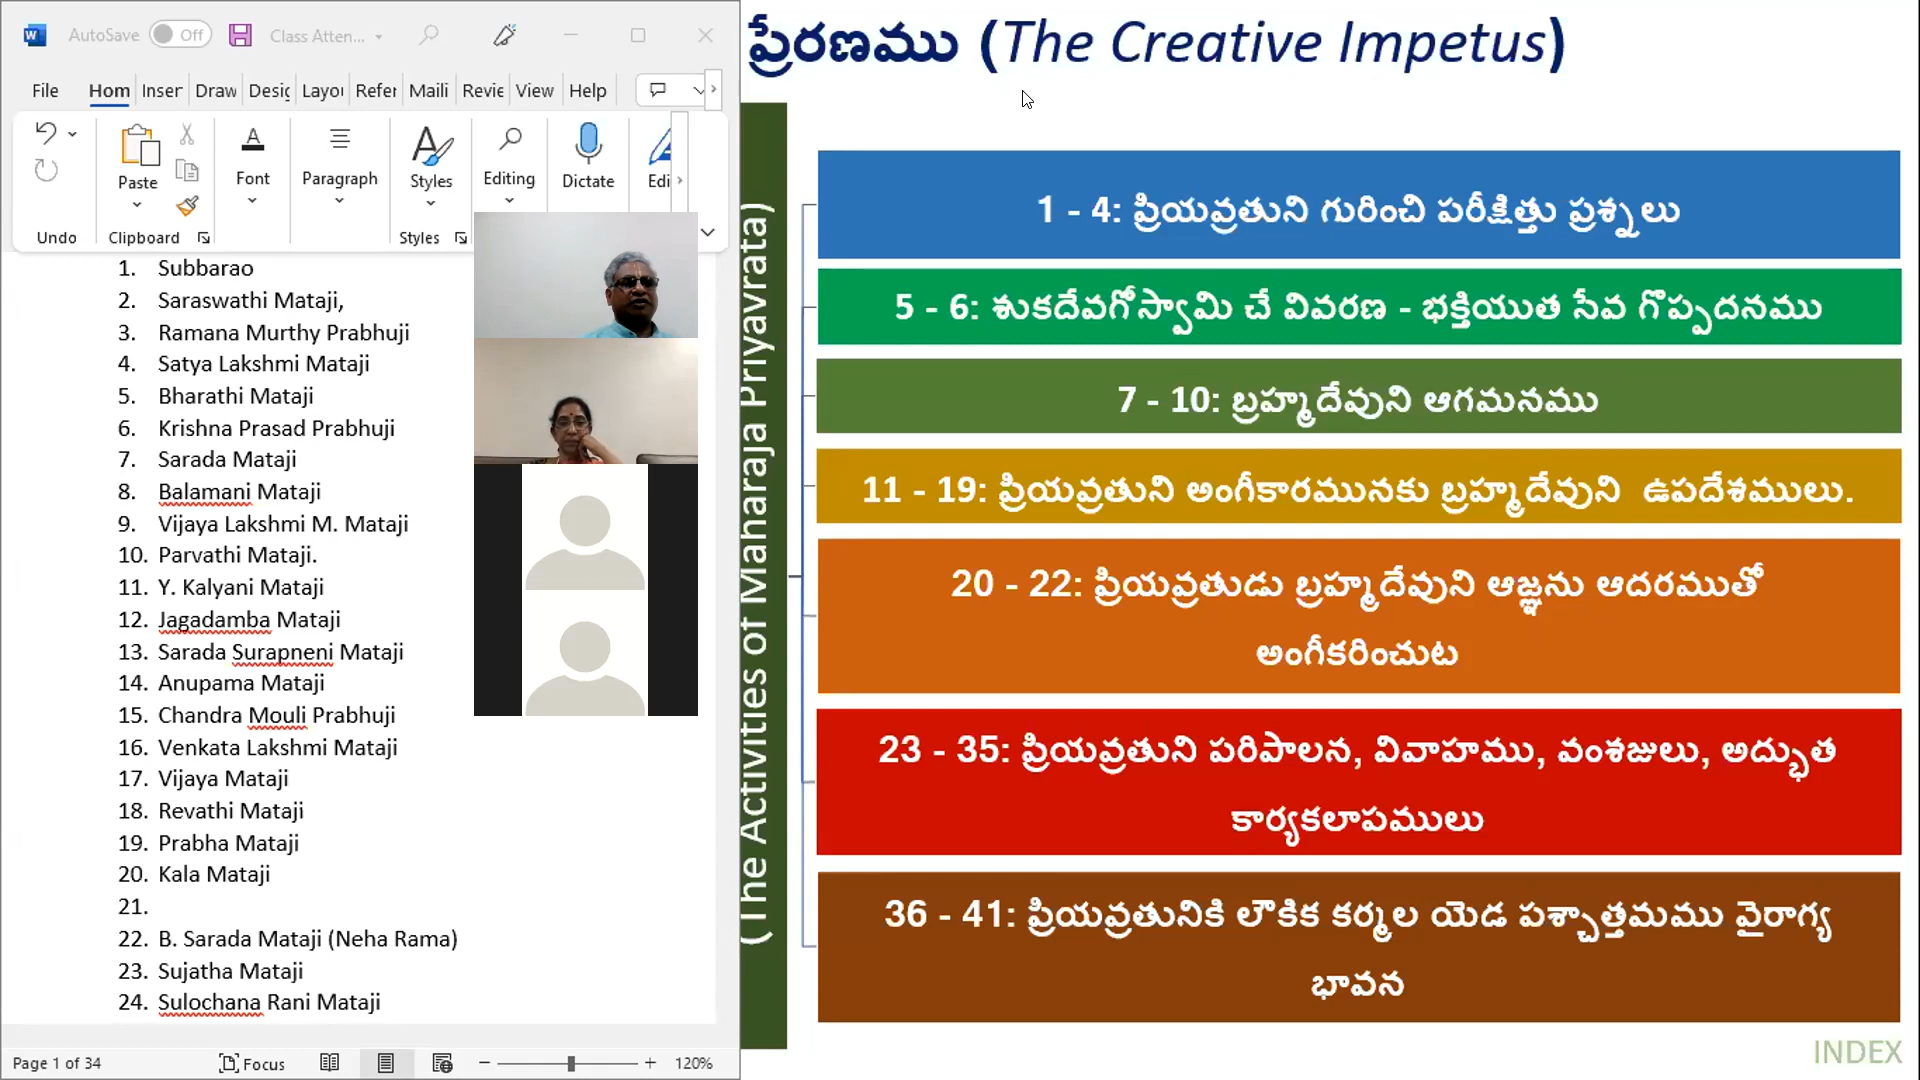 AutoSave Off Class Atten...
File Hom Inser Draw Desig Layou Refer Maili Revie View Help
Paste Font Paragraph Styles Editing Dictate Edi
Undo Clipboard Styles
1. Subbarao
2. Saraswathi Mataji,
3. Ramana Murthy Prabhuji
4. Satya Lakshmi Mataji
5. Bharathi Mataji
6. Krishna Prasad Prabhuji
7. Sarada Mataji
8. Balamani Mataji
9. Vijaya Lakshmi M. Mataji
10. Parvathi Mataji.
11. Y. Kalyani Mataji
12. Jagadamba Mataji
13. Sarada Surapneni Mataji
14. Anupama Mataji
15. Chandra Mouli Prabhuji
16. Venkata Lakshmi Mataji
17. Vijaya Mataji
18. Revathi Mataji
19. Prabha Mataji
20. Kala Mataji
21.
22. B. Sarada Mataji (Neha Rama)
23. Sujatha Mataji
24. Sulochana Rani Mataji
Page 1 of 34 Focus 120%
ప్రేరణము (The Creative Impetus)
(The Activities of Maharaja Priyavrata)
1 - 4: ప్రియవ్రతుని గురించి పరీక్షిత్తు ప్రశ్నలు
5 - 6: శుకదేవగోస్వామి చే వివరణ - భక్తియుత సేవ గొప్పదనము
7 - 10: బ్రహ్మదేవుని ఆగమనము
11 - 19: ప్రియవ్రతుని అంగీకారమునకు బ్రహ్మదేవుని ఉపదేశములు.
20 - 22: ప్రియవ్రతుడు బ్రహ్మదేవుని ఆజ్ఞను ఆదరముతో
అంగీకరించుట
23 - 35: ప్రియవ్రతుని పరిపాలన, వివాహము, వంశజులు, అద్భుత
కార్యకలాపములు
36 - 41: ప్రియవ్రతునికి లౌకిక కర్మల యెడ పశ్చాత్తమము వైరాగ్య
భావన
INDEX